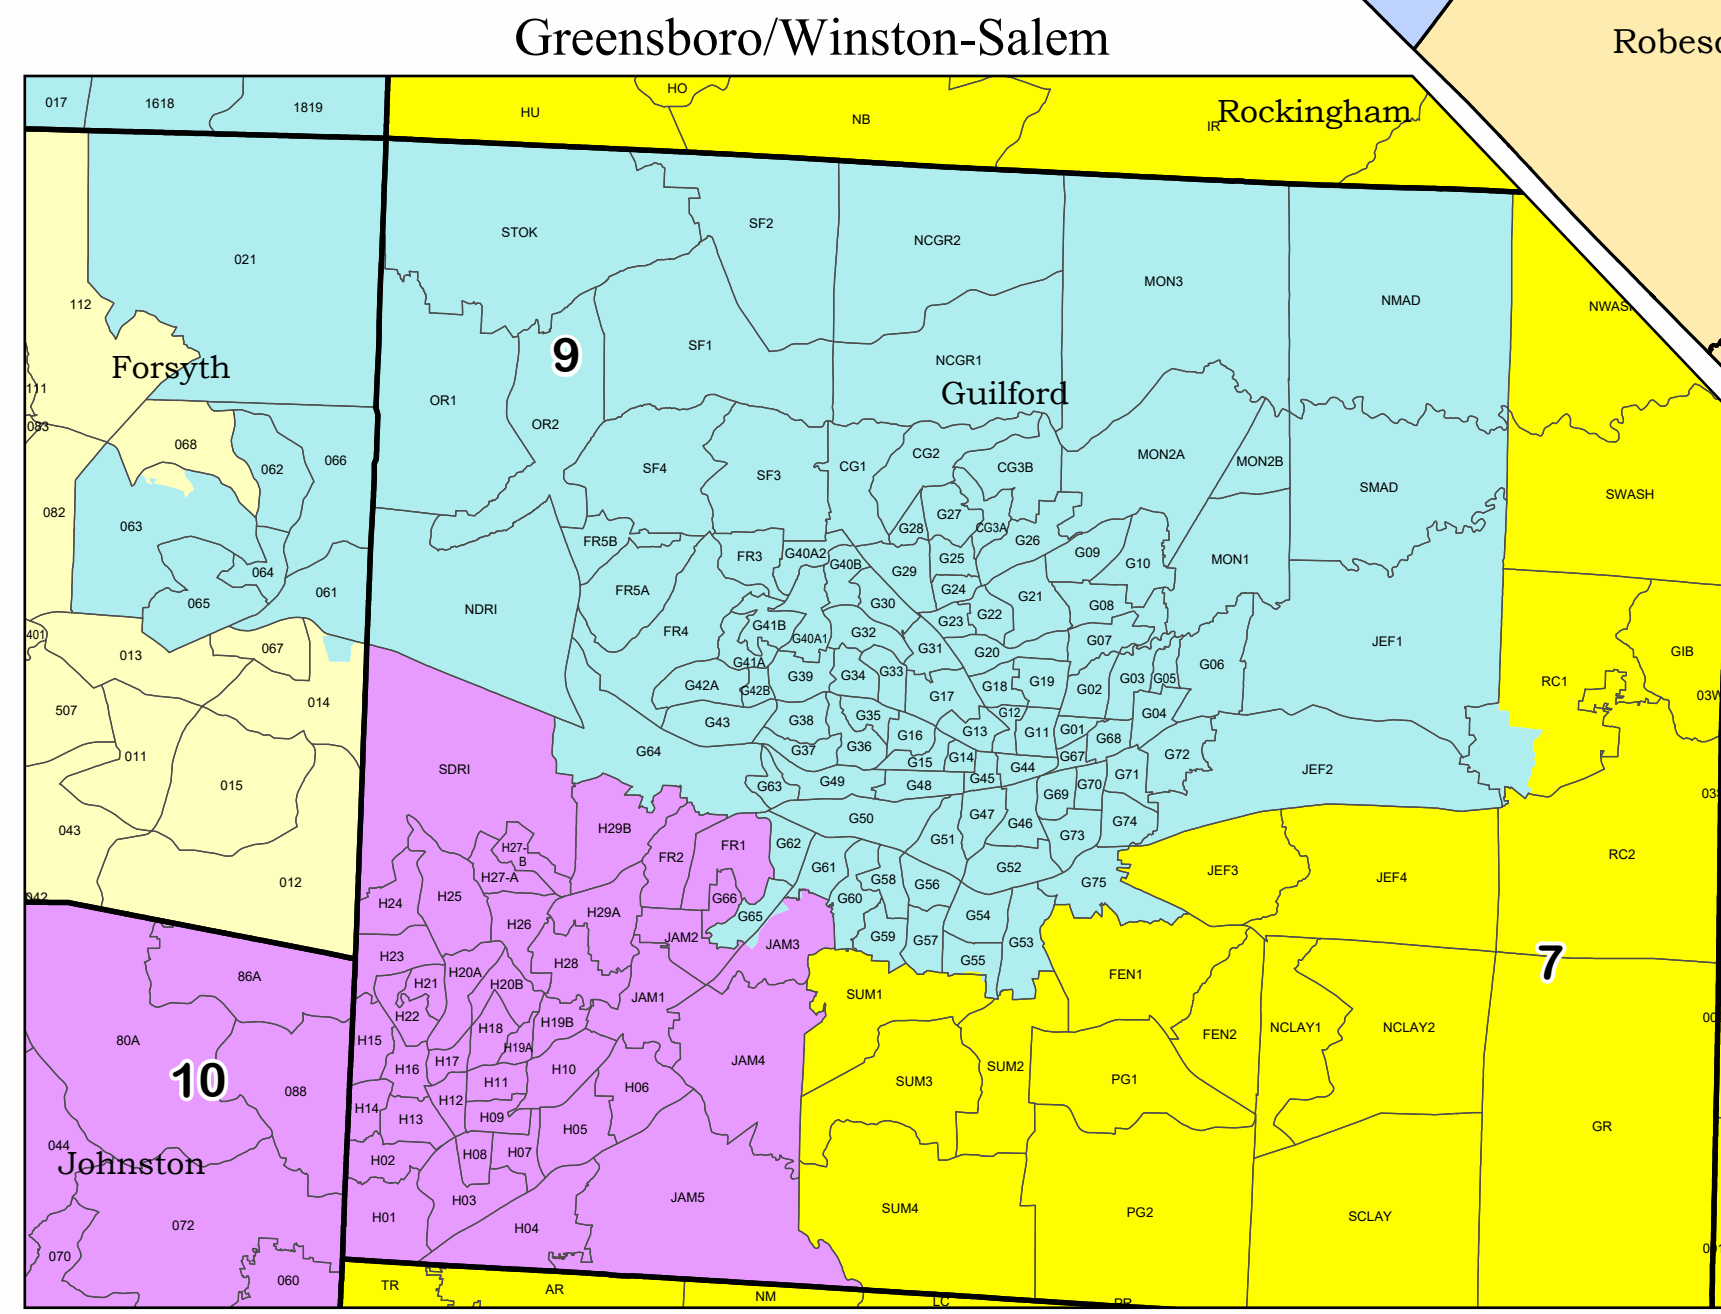 Greensboro/Winston-Salem
017
1618
1819
HU
HO
NB
IR
Rockingham
STOK
SF2
NCGR2
MON3
NMAD
021
112
Forsyth
111
083
9
OR1
OR2
SF1
NCGR1
Guilford
068
062
066
082
063
064
065
061
SF4
SF3
CG1
CG2
CG3B
MON2A
MON2B
SMAD
SWASH
G28
G27
CG3A
G26
G09
G10
MON1
FR5B
FR3
G40A2
G40B
G29
G25
NDRI
FR5A
G30
G24
G21
G08
FR4
G41B
G40A1
G32
G23
G22
G07
JEF1
401
013
067
014
G41A
G31
G20
G06
G42A
G42B
G39
G34
G33
G17
G18
G19
G02
G03
G05
RC1
GIB
507
011
015
G43
G38
G35
G16
G12
G13
G11
G01
G68
G04
SDRI
G64
G37
G36
G15
G14
G44
G67
G72
JEF2
G63
G49
G48
G45
G70
G71
043
012
G50
G47
G46
G69
G73
G74
H29B
H27-
B
H27-A
FR2
FR1
G62
G61
G51
G52
G75
JEF3
JEF4
RC2
042
H24
H25
H26
H29A
G66
G65
G60
G58
G56
G54
G53
JAM2
JAM3
G59
G57
G55
7
86A
H23
H20A
H28
SUM1
FEN1
H21
H20B
JAM1
H22
H18
H19B
FEN2
NCLAY1
NCLAY2
80A
10
088
H15
H16
H17
H19A
H10
JAM4
SUM3
SUM2
PG1
H14
H13
H12
H11
H09
H06
H05
GR
044
Johnston
H02
H08
H07
072
H01
H03
H04
JAM5
SUM4
PG2
SCLAY
070
060
TR
AR
NM